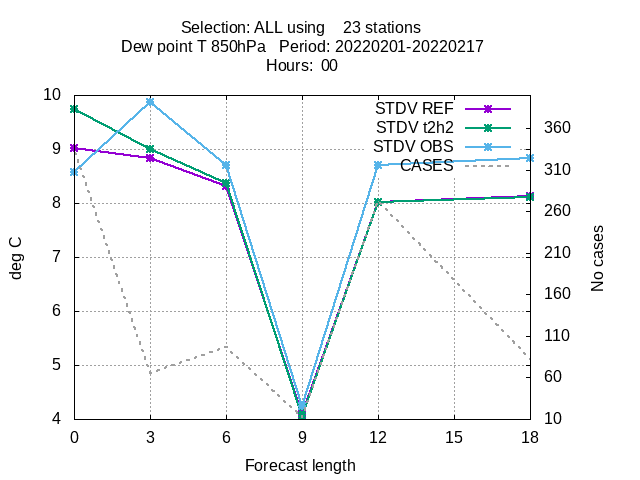 Selection: ALL using    23 stations
Dew point T 850hPa   Period: 20220201-20220217
Hours:  00
STDV REF
STDV t2h2
STDV OBS
CASES
deg C
10
9
8
7
6
5
4
No cases
360
310
260
210
160
110
60
10
0 3 6 9 12 15 18
Forecast length